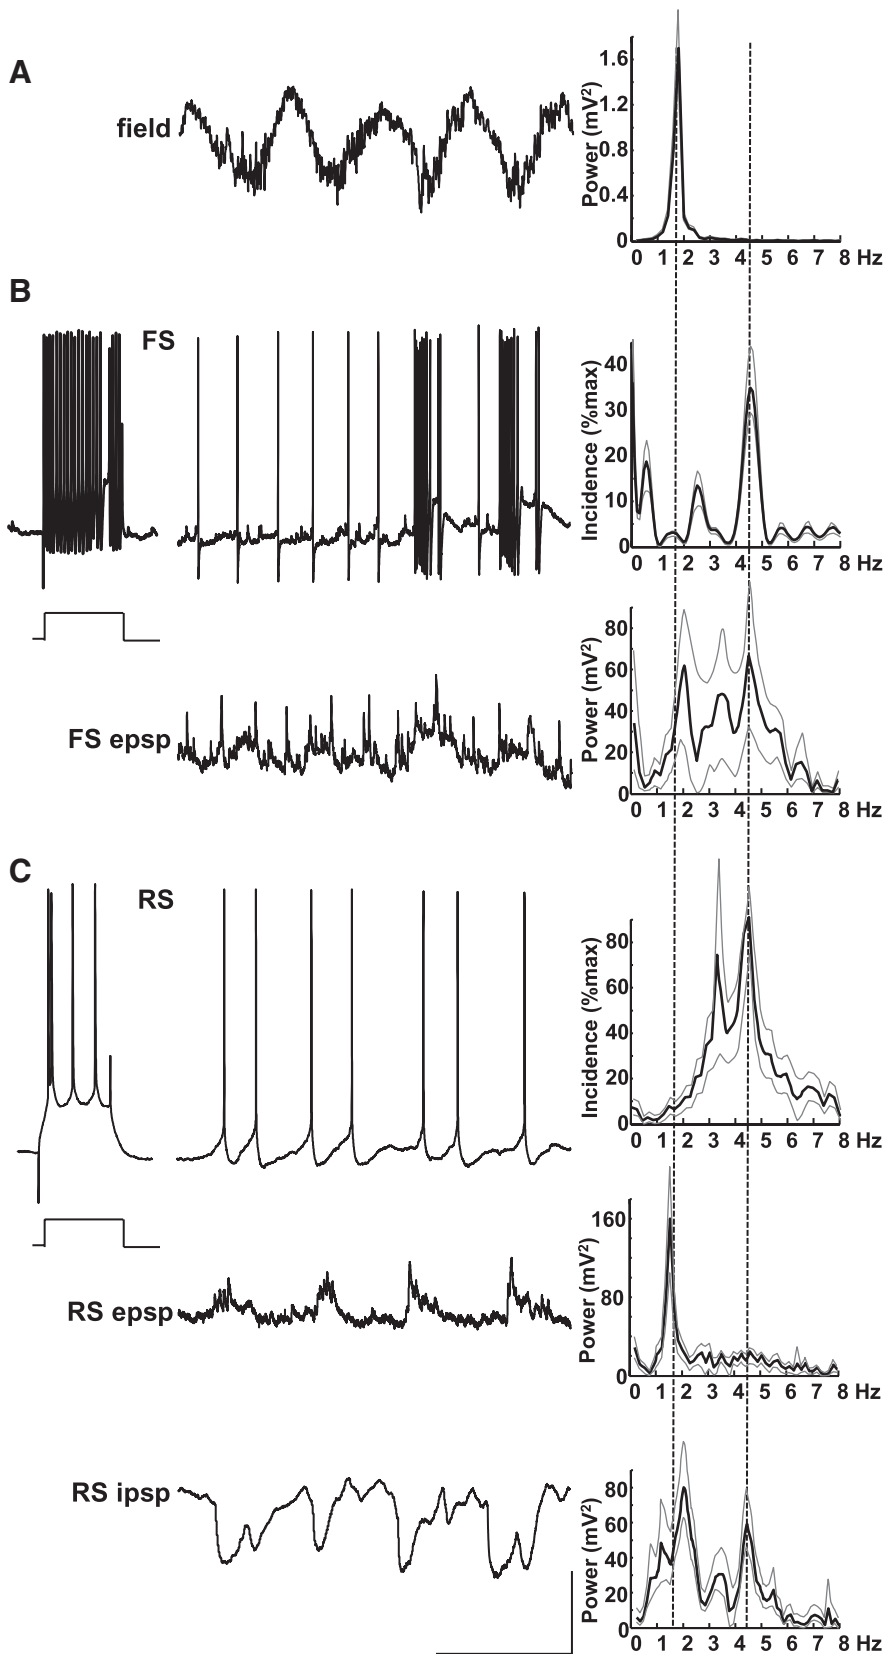 A
field
Power (mV²)
1.6
1.2
0.8
0.4
0
0 1 2 3 4 5 6 7 8 Hz
B
FS
Incidence (%max)
40
30
20
10
0
0 1 2 3 4 5 6 7 8 Hz
FS epsp
Power (mV²)
80
60
40
20
0
0 1 2 3 4 5 6 7 8 Hz
C
RS
Incidence (%max)
80
60
40
20
0
0 1 2 3 4 5 6 7 8 Hz
RS epsp
Power (mV²)
160
80
0
0 1 2 3 4 5 6 7 8 Hz
RS ipsp
Power (mV²)
80
60
40
20
0
0 1 2 3 4 5 6 7 8 Hz